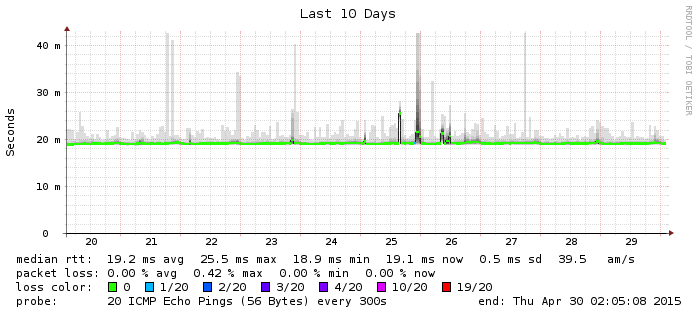 Last 10 Days
RRDTOOL / TOBI OETIKER
Seconds
40 m
30 m
20 m
10 m
0
20 21 22 23 24 25 26 27 28 29
median rtt: 19.2 ms avg 25.5 ms max 18.9 ms min 19.1 ms now 0.5 ms sd 39.5 am/s
packet loss: 0.00 % avg 0.42 % max 0.00 % min 0.00 % now
loss color: 0 1/20 2/20 3/20 4/20 10/20 19/20
probe: 20 ICMP Echo Pings (56 Bytes) every 300s end: Thu Apr 30 02:05:08 2015